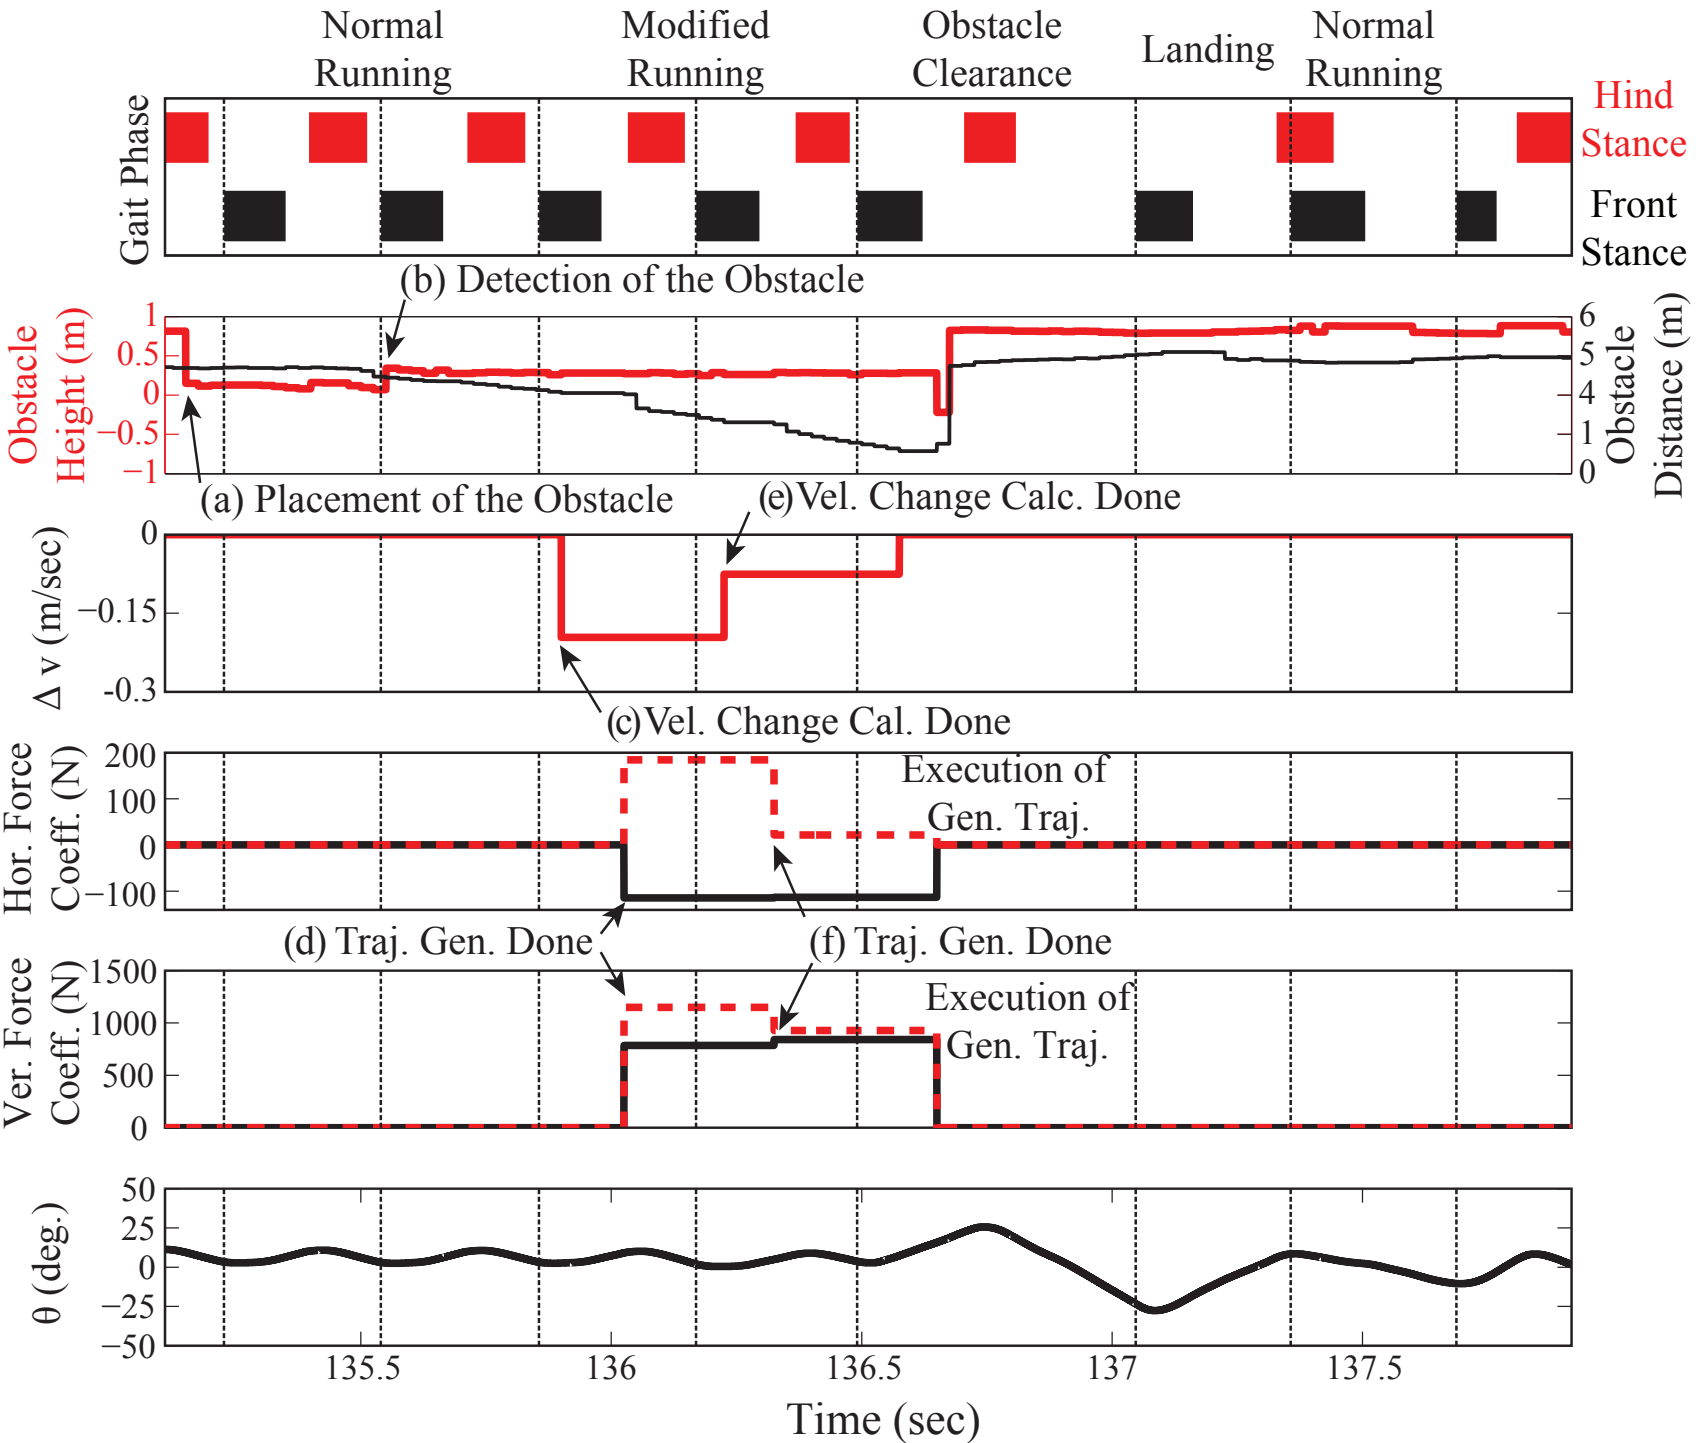 Normal
Running
Modified
Running
Obstacle
Clearance
Landing
Normal
Running
Gait Phase
Hind
Stance
Front
Stance
(b) Detection of the Obstacle
Obstacle
Height (m)
1
0.5
0
−0.5
−1
6
5
4
1
0
Obstacle
Distance (m)
(a) Placement of the Obstacle
(e)Vel. Change Calc. Done
Δ v (m/sec)
0
−0.15
-0.3
(c)Vel. Change Cal. Done
Hor. Force
Coeff. (N)
200
100
0
−100
Execution of
Gen. Traj.
(d) Traj. Gen. Done
(f) Traj. Gen. Done
Ver. Force
Coeff. (N)
1500
1000
500
0
Execution of
Gen. Traj.
θ (deg.)
50
25
0
−25
−50
135.5
136
136.5
137
137.5
Time (sec)